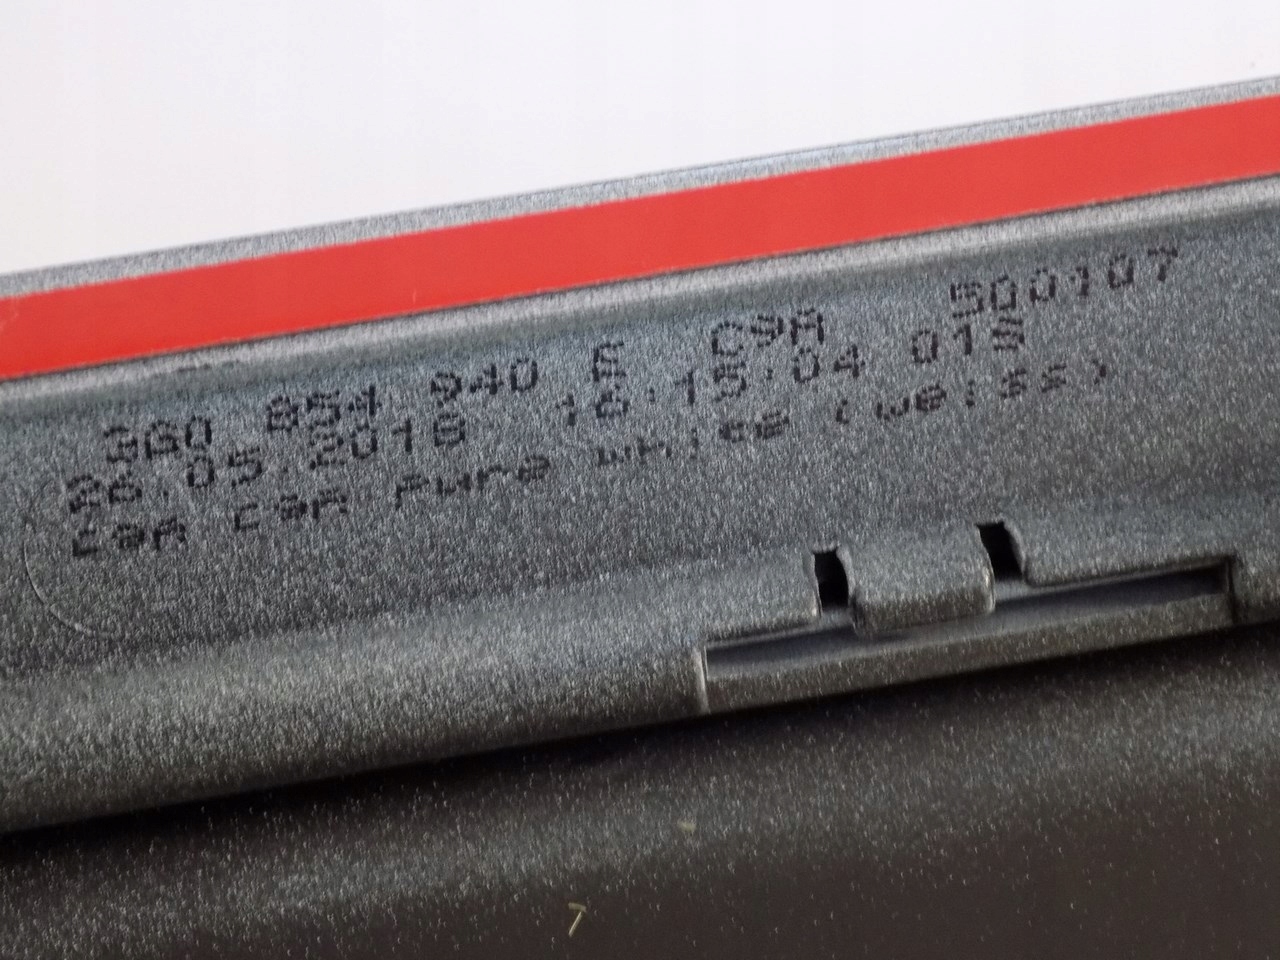 3G0 854 940 E C9A 500107
26.05.2018 16:15:04 01S
C9A C9A Pure white (weiss)